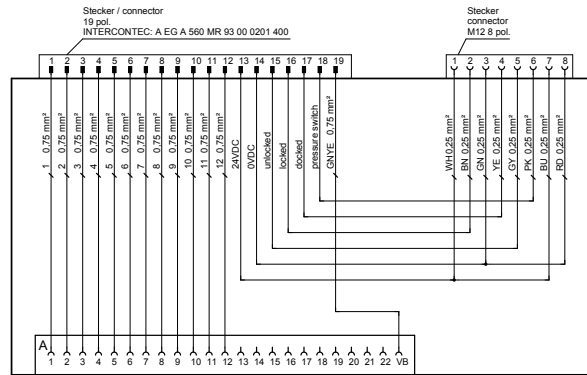 Stecker / connector
19 pol.
INTERCONTEC: A EG A 560 MR 93 00 0201 400
Stecker
connector
M12 8 pol.
1 2 3 4 5 6 7 8 9 10 11 12 13 14 15 16 17 18 19
1 2 3 4 5 6 7 8
1 0,75 mm²
2 0,75 mm²
3 0,75 mm²
4 0,75 mm²
5 0,75 mm²
6 0,75 mm²
7 0,75 mm²
8 0,75 mm²
9 0,75 mm²
10 0,75 mm²
11 0,75 mm²
12 0,75 mm²
24VDC
0VDC
unlocked
locked
docked
pressure switch
GNYE 0,75 mm²
WH 0,25 mm²
BN 0,25 mm²
GN 0,25 mm²
YE 0,25 mm²
GY 0,25 mm²
PK 0,25 mm²
BU 0,25 mm²
RD 0,25 mm²
A
1 2 3 4 5 6 7 8 9 10 11 12 13 14 15 16 17 18 19 20 21 22 VB